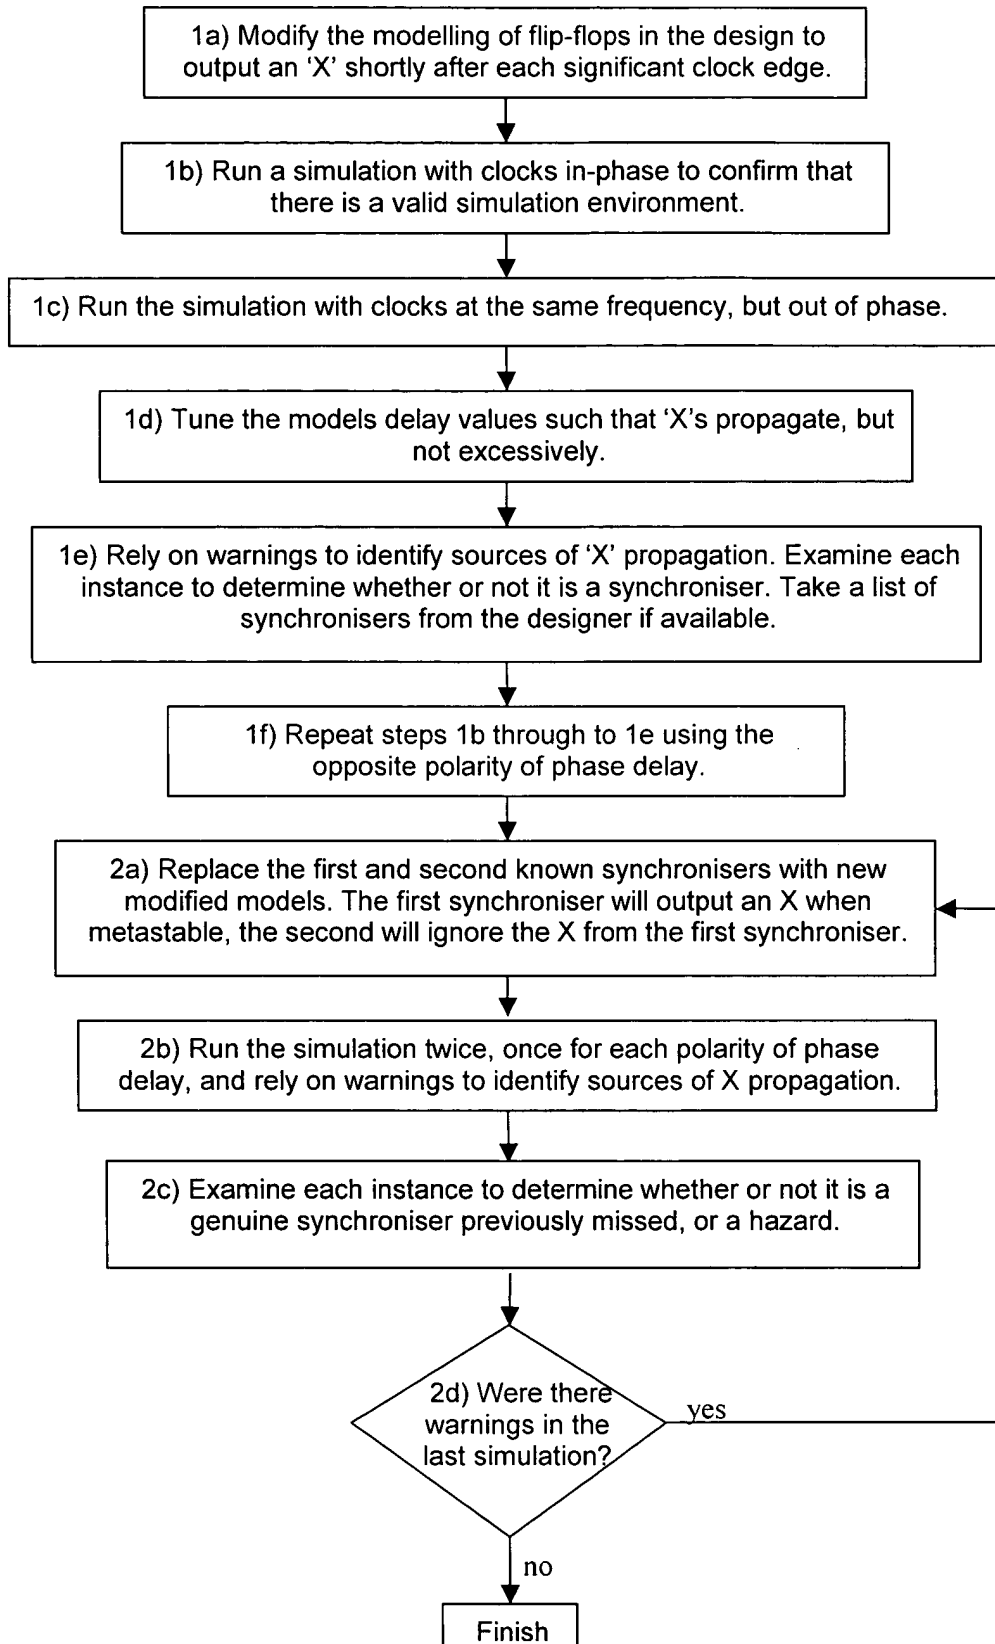 1a) Modify the modelling of flip-flops in the design to
output an ‘X’ shortly after each significant clock edge.
1b) Run a simulation with clocks in-phase to confirm that
there is a valid simulation environment.
1c) Run the simulation with clocks at the same frequency, but out of phase.
1d) Tune the models delay values such that ‘X’s propagate, but
not excessively.
1e) Rely on warnings to identify sources of ‘X’ propagation. Examine each
instance to determine whether or not it is a synchroniser. Take a list of
synchronisers from the designer if available.
1f) Repeat steps 1b through to 1e using the
opposite polarity of phase delay.
2a) Replace the first and second known synchronisers with new
modified models. The first synchroniser will output an X when
metastable, the second will ignore the X from the first synchroniser.
2b) Run the simulation twice, once for each polarity of phase
delay, and rely on warnings to identify sources of X propagation.
2c) Examine each instance to determine whether or not it is a
genuine synchroniser previously missed, or a hazard.
2d) Were there
warnings in the
last simulation?
yes
no
Finish